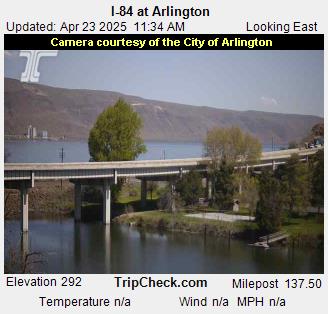 I-84 at Arlington
Updated: Apr 23 2025 11:34 AM Looking East
Camera courtesy of the City of Arlington
Elevation 292 TripCheck.com Milepost 137.50
Temperature n/a Wind n/a MPH n/a